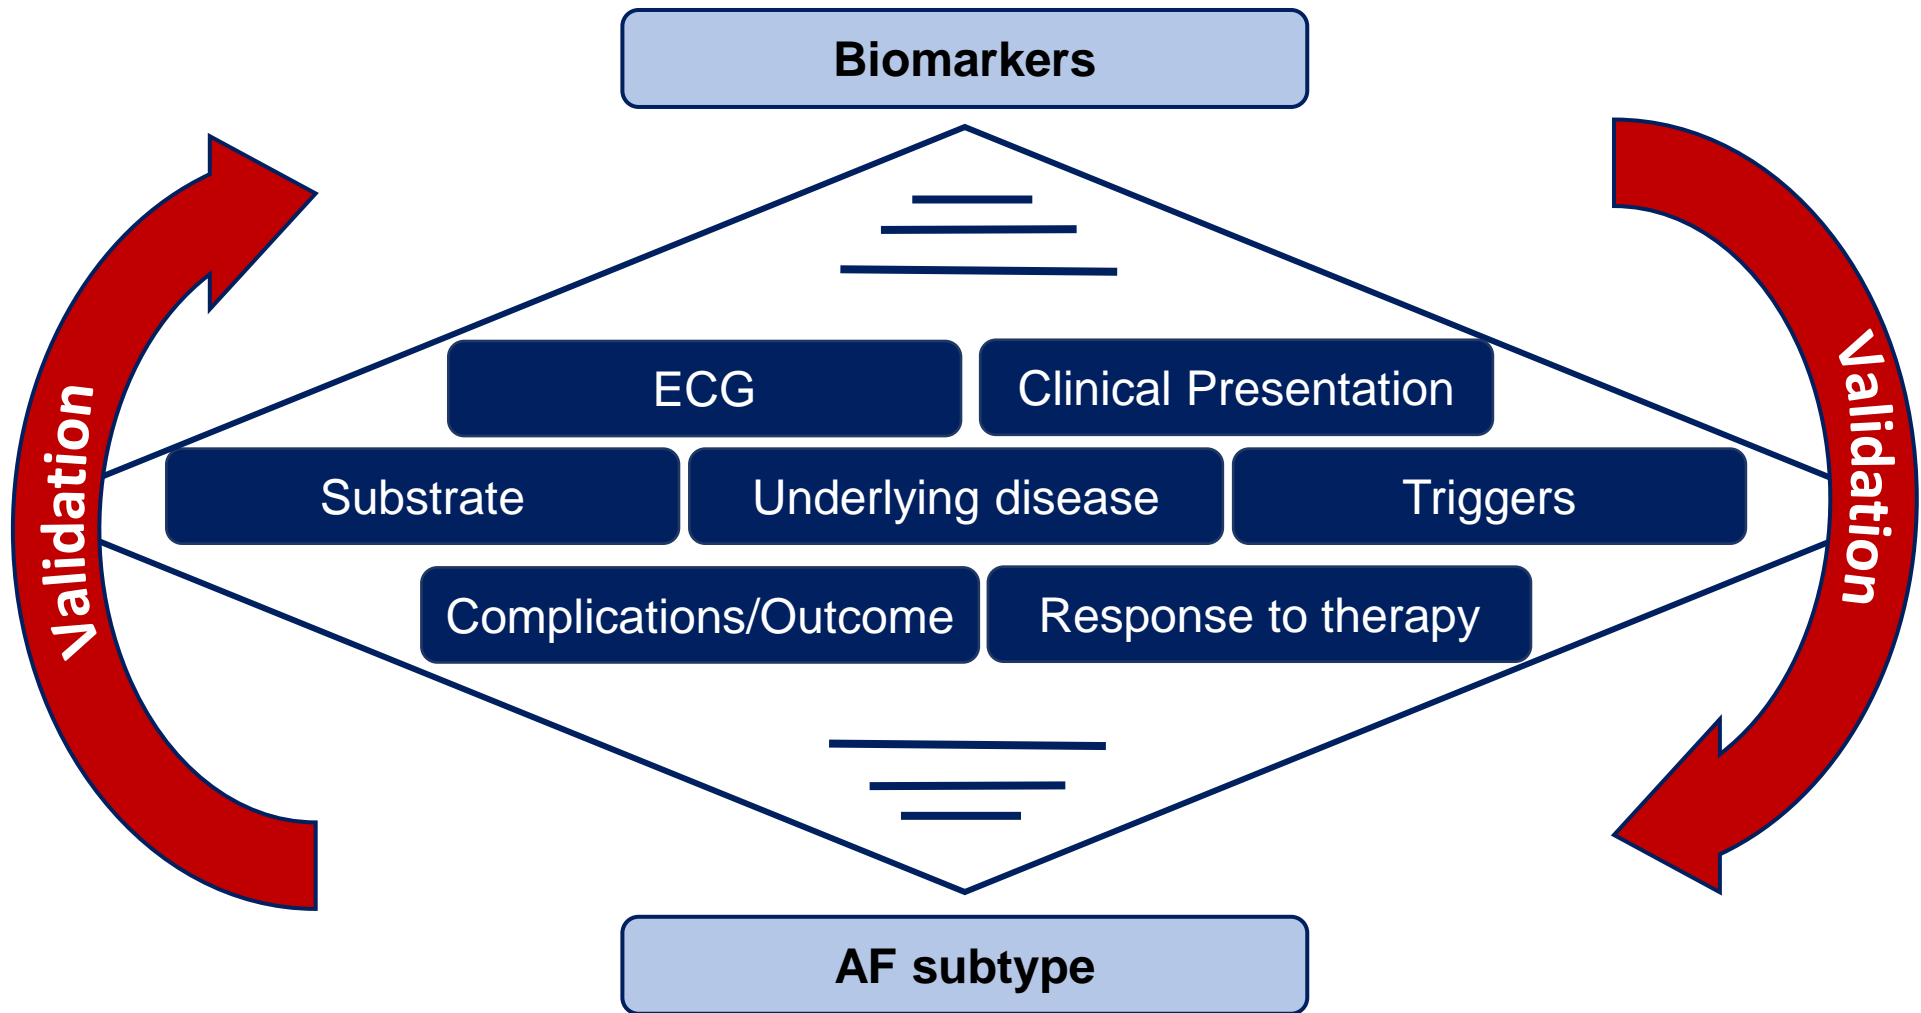 Biomarkers
ECG
Clinical Presentation
Substrate
Underlying disease
Triggers
Complications/Outcome
Response to therapy
AF subtype
Validation
Validation